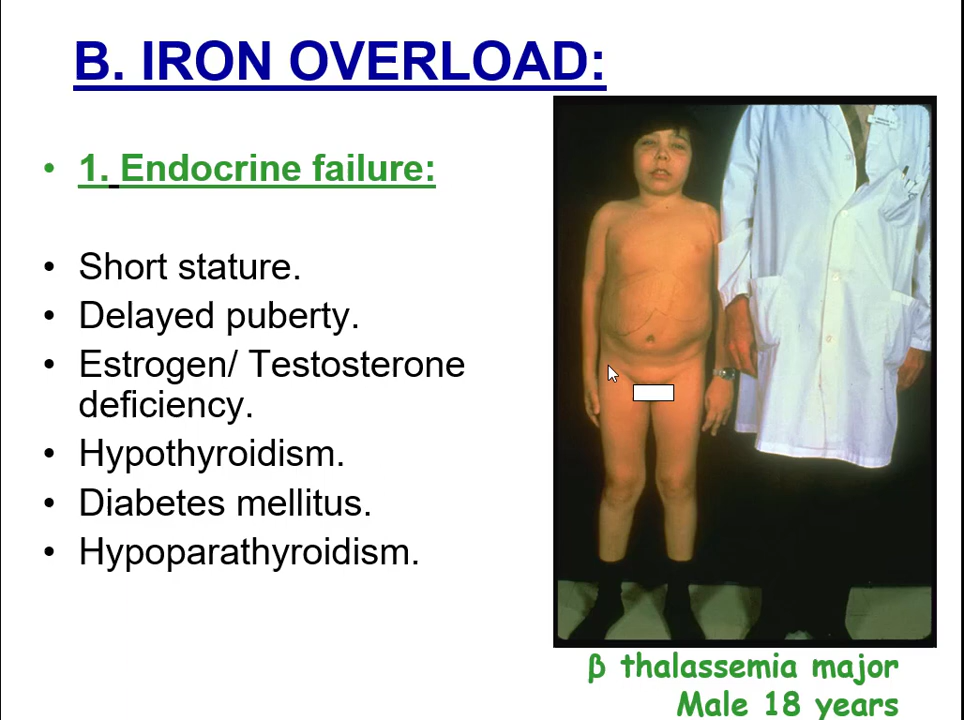 B. IRON OVERLOAD:
• 1. Endocrine failure:
• Short stature.
• Delayed puberty.
• Estrogen/ Testosterone
deficiency.
• Hypothyroidism.
• Diabetes mellitus.
• Hypoparathyroidism.
β thalassemia major
Male 18 years